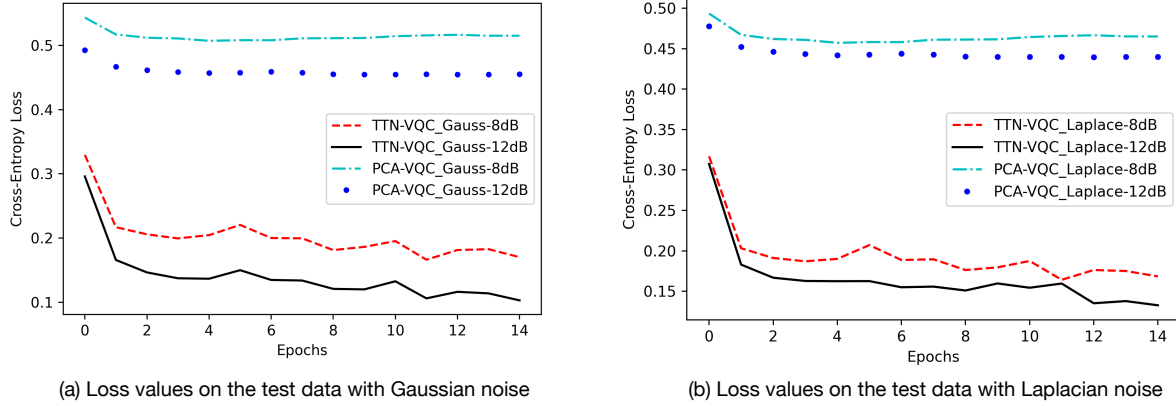 0.5
0.4
0.3
0.2
0.1
Cross-Entropy Loss
TTN-VQC_Gauss-8dB
TTN-VQC_Gauss-12dB
PCA-VQC_Gauss-8dB
PCA-VQC_Gauss-12dB
0 2 4 6 8 10 12 14
Epochs
(a) Loss values on the test data with Gaussian noise
0.50
0.45
0.40
0.35
0.30
0.25
0.20
0.15
Cross-Entropy Loss
TTN-VQC_Laplace-8dB
TTN-VQC_Laplace-12dB
PCA-VQC_Laplace-8dB
PCA-VQC_Laplace-12dB
0 2 4 6 8 10 12 14
Epochs
(b) Loss values on the test data with Laplacian noise